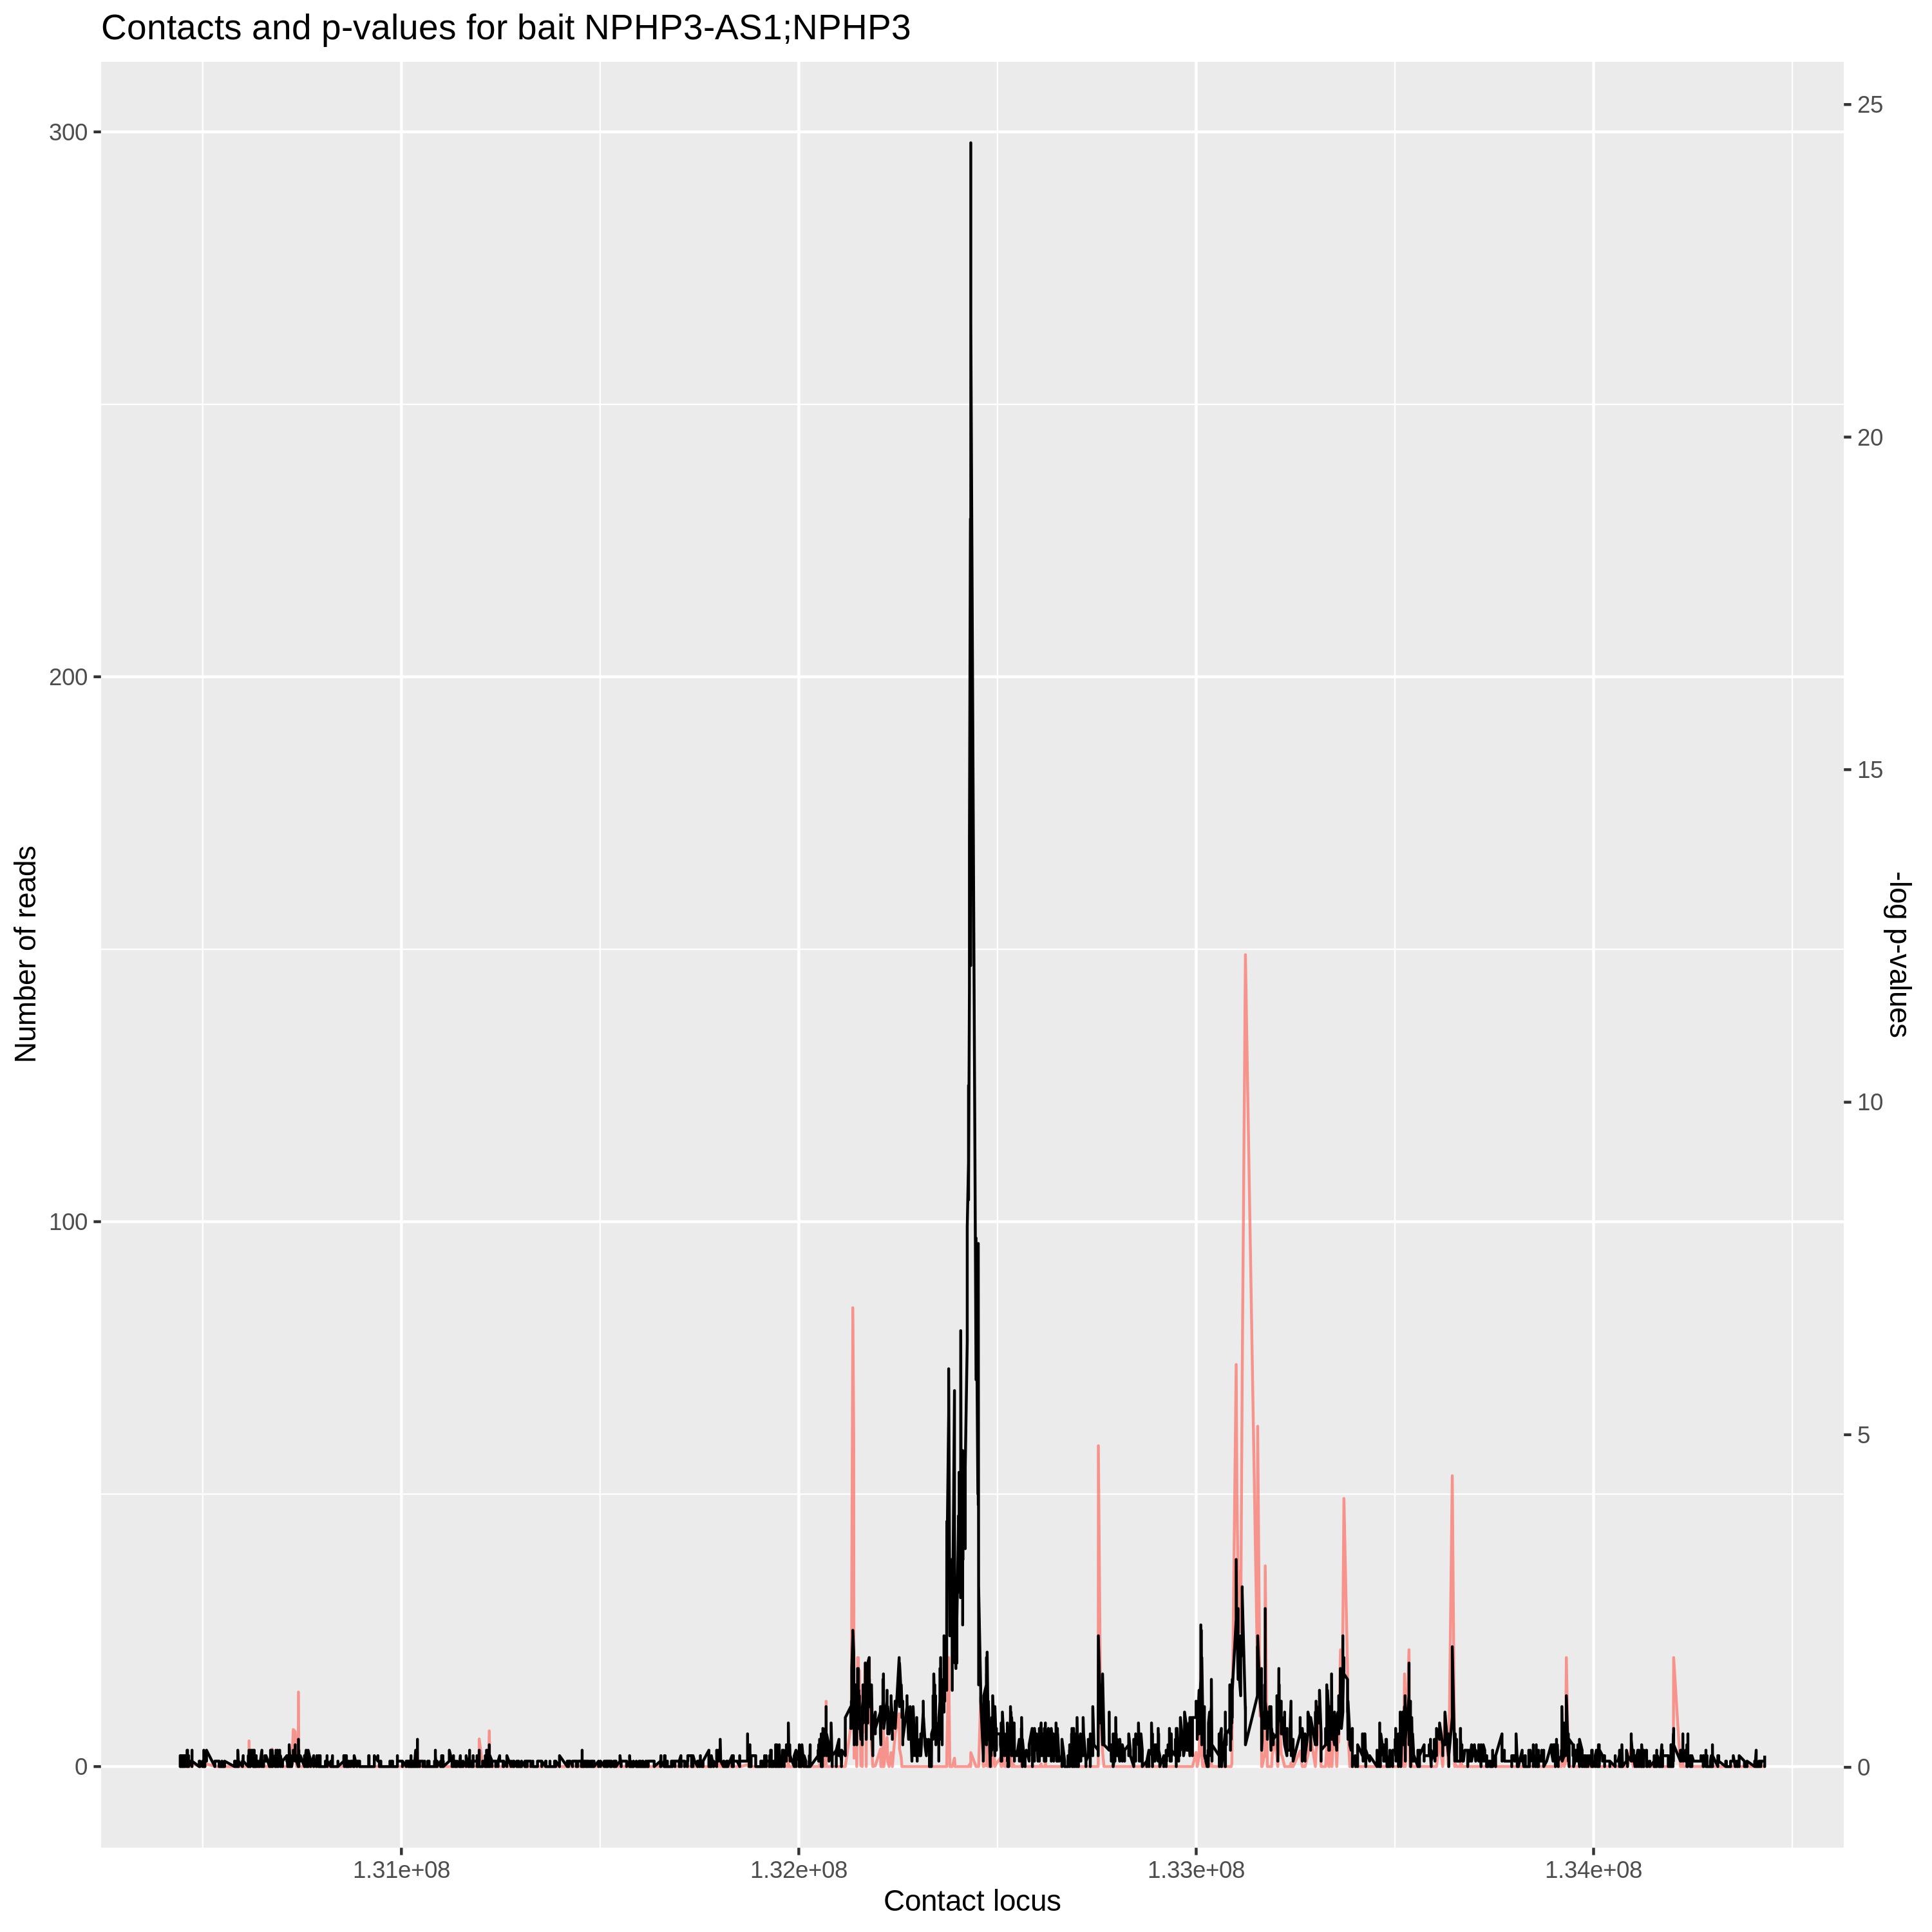 Contacts and p-values for bait NPHP3-AS1;NPHP3
300
200
100
0
Number of reads
25
20
15
10
5
0
-log p-values
1.31e+08
1.32e+08
1.33e+08
1.34e+08
Contact locus